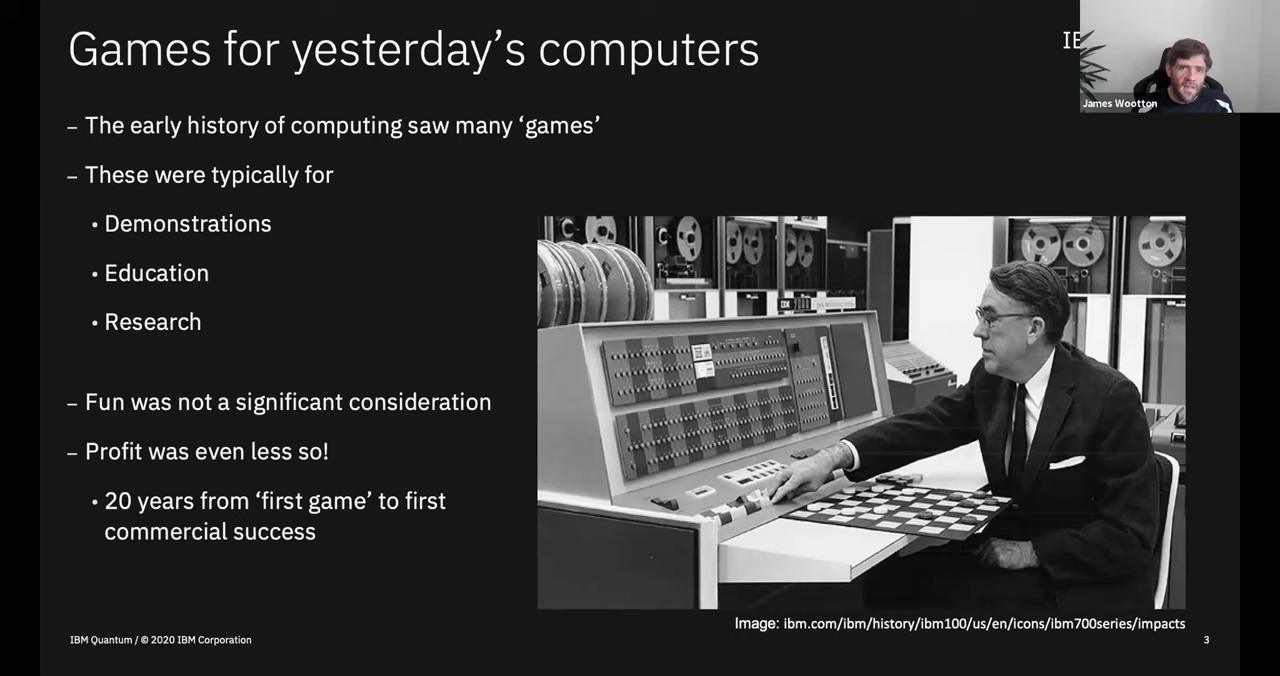 Games for yesterday's computers
IB
James Wootton
– The early history of computing saw many ‘games’
– These were typically for
• Demonstrations
• Education
• Research
– Fun was not a significant consideration
– Profit was even less so!
• 20 years from ‘first game’ to first
commercial success
IBM
Image: ibm.com/ibm/history/ibm100/us/en/icons/ibm700series/impacts
IBM Quantum / © 2020 IBM Corporation
3